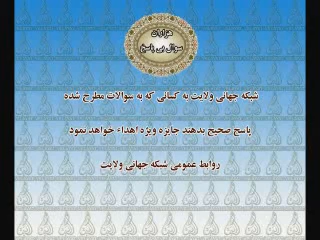 هزاران
سوال بی پاسخ
شبکه جهانی ولایت به کسانی که به سوالات مطرح شده
پاسخ صحیح بدهند جایزه ویژه اهداء خواهد نمود
روابط عمومی شبکه جهانی ولایت